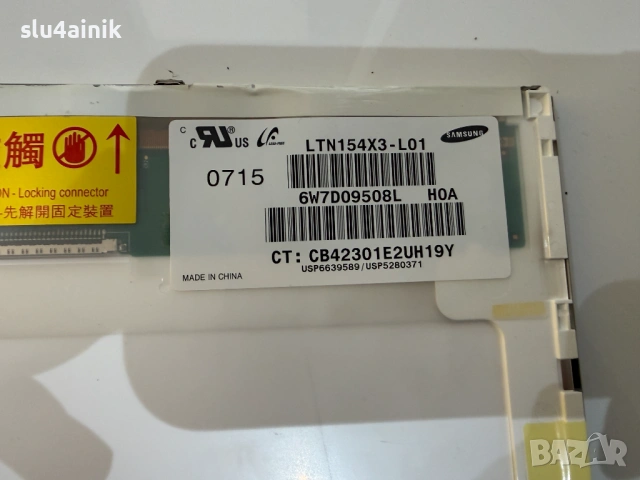 slu4ainik
觸
ON - Locking connector
先解開固定裝置
C
C UR US
LTN154X3-L01
SAMSUNG
0715
6W7D09508L H0A
CT: CB42301E2UH19Y
USP6639589 / USP5280371
MADE IN CHINA
BAZAR